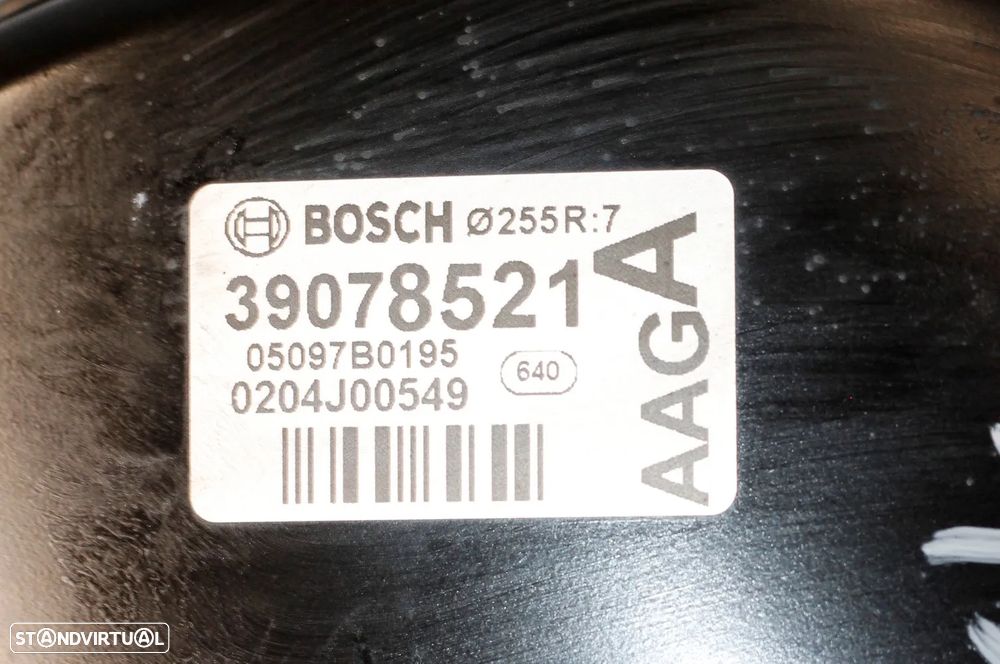 BOSCH Ø255R:7
39078521
05097B0195
640
0204J00549
AAGA
STANDVIRTUAL